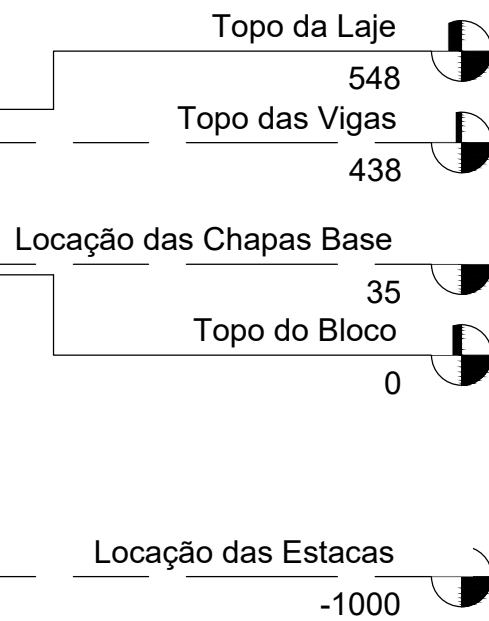 Topo da Laje
548
Topo das Vigas
438
Locação das Chapas Base
35
Topo do Bloco
0
Locação das Estacas
-1000